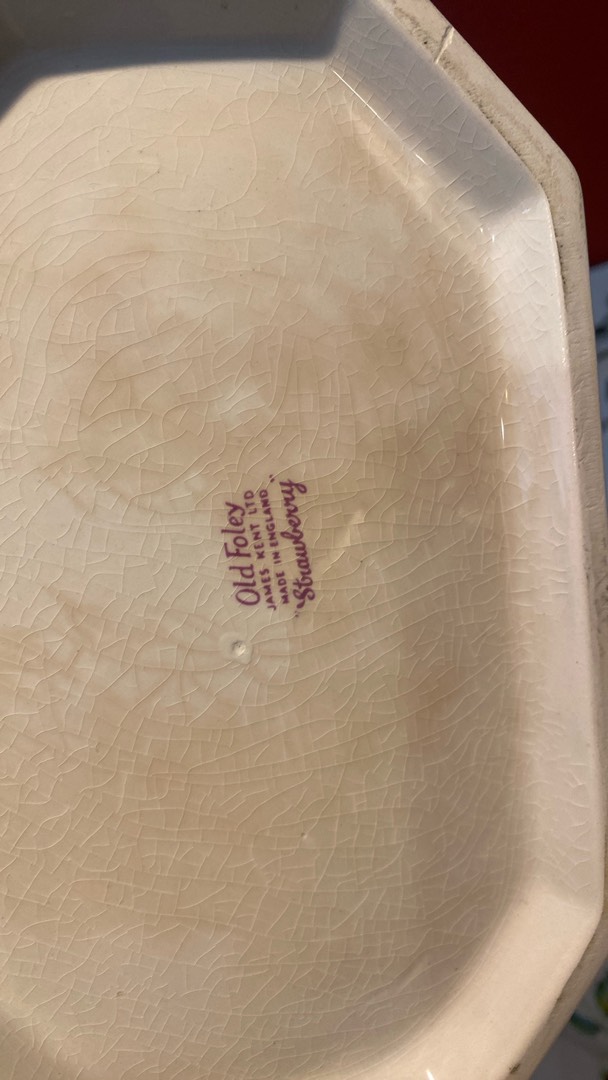 Old Foley
JAMES KENT LTD
MADE IN ENGLAND
"Strawberry"